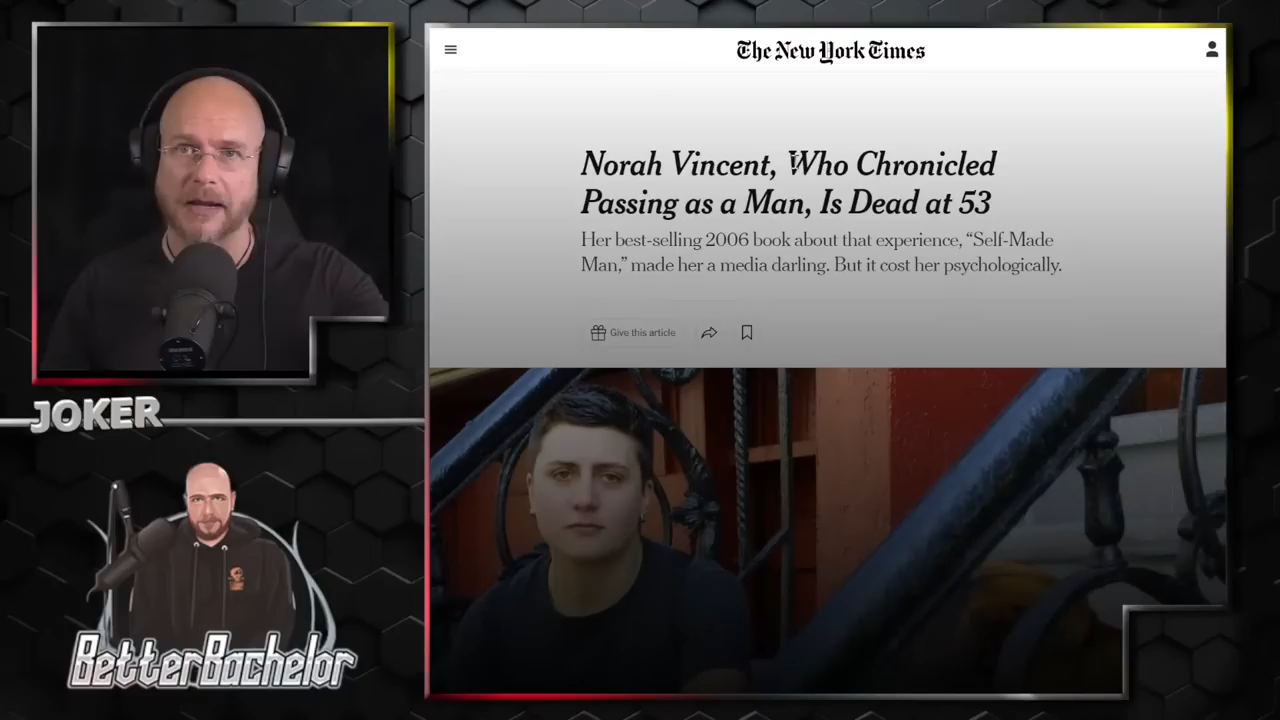 The New York Times
Norah Vincent, Who Chronicled
Passing as a Man, Is Dead at 53
Her best-selling 2006 book about that experience, “Self-Made
Man,” made her a media darling. But it cost her psychologically.
Give this article
JOKER
BetterBachelor